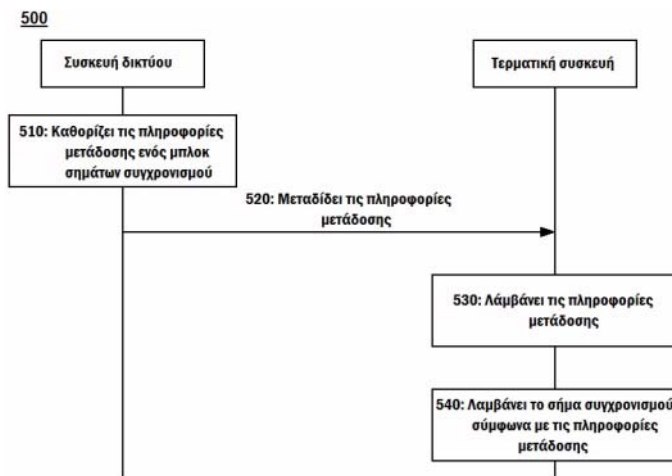 500
Συσκευή δικτύου
Τερματική συσκευή
510: Καθορίζει τις πληροφορίες
μετάδοσης ενός μπλοκ
σημάτων συγχρονισμού
520: Μεταδίδει τις πληροφορίες
μετάδοσης
530: Λάμβάνει τις πληροφορίες
μετάδοσης
540: Λαμβάνει το σήμα συγχρονισμού
σύμφωνα με τις πληροφορίες
μετάδοσης